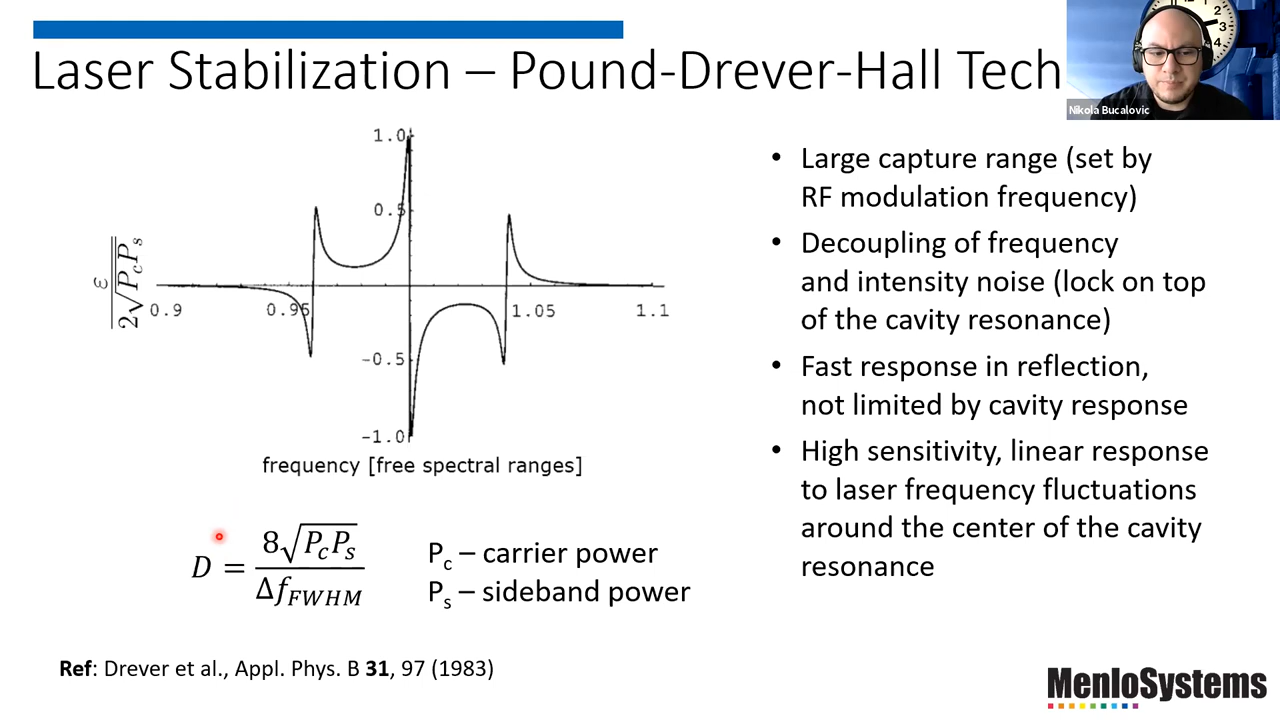 Laser Stabilization – Pound-Drever-Hall Tech
Nikola Bucalovic
1.0
0.5
0.9
0.95
1.05
1.1
-0.5
-1.0
ε
2√PcPs
frequency [free spectral ranges]
D = 8√PcPs / ΔfFWHM
Pc – carrier power
Ps – sideband power
• Large capture range (set by
RF modulation frequency)
• Decoupling of frequency
and intensity noise (lock on top
of the cavity resonance)
• Fast response in reflection,
not limited by cavity response
• High sensitivity, linear response
to laser frequency fluctuations
around the center of the cavity
resonance
Ref: Drever et al., Appl. Phys. B 31, 97 (1983)
MenloSystems